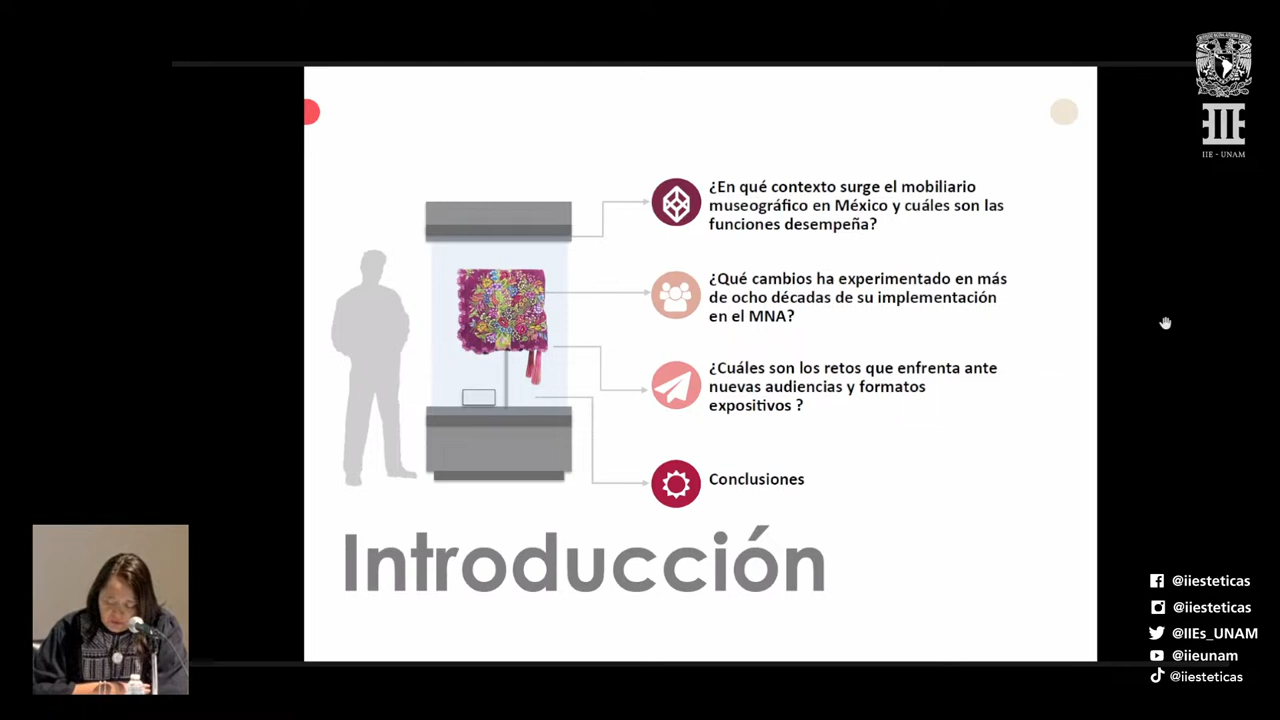 IIE - UNAM
¿En qué contexto surge el mobiliario
museográfico en México y cuáles son las
funciones desempeña?
¿Qué cambios ha experimentado en más
de ocho décadas de su implementación
en el MNA?
¿Cuáles son los retos que enfrenta ante
nuevas audiencias y formatos
expositivos ?
Conclusiones
Introducción
@iiesteticas
@iiesteticas
@IIEs_UNAM
@iieunam
@iiesteticas